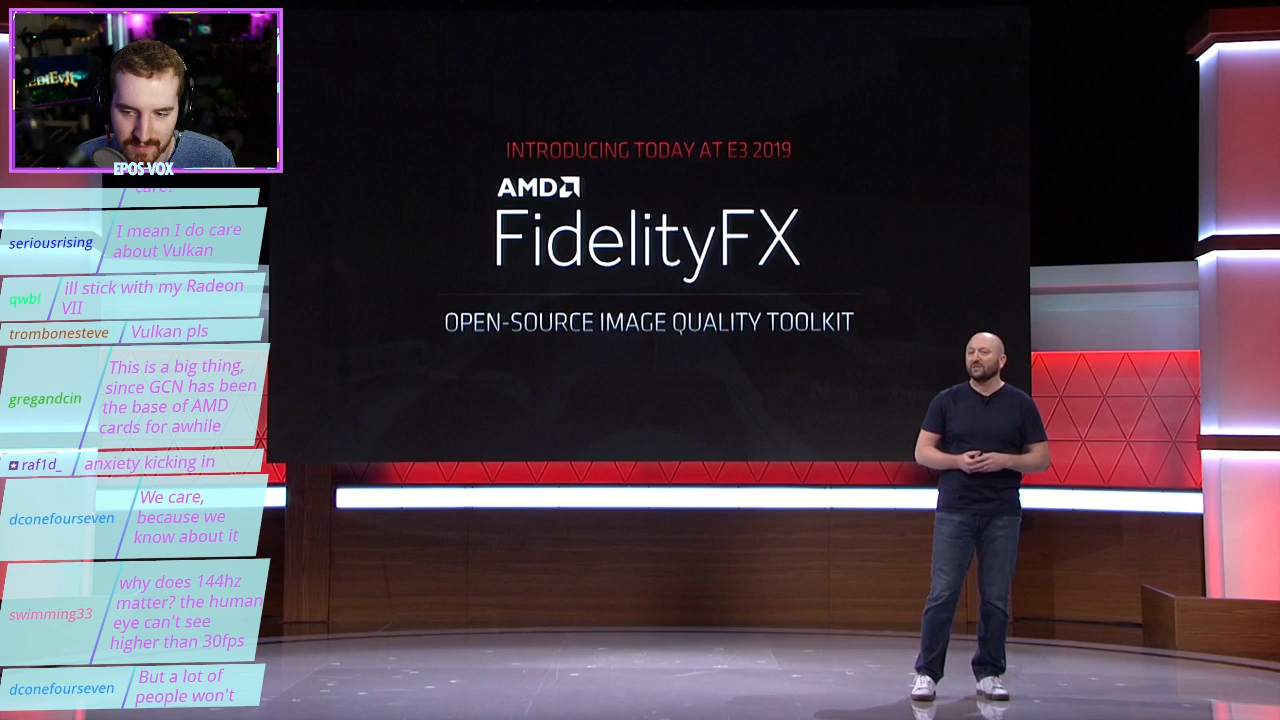 EPOS VOX
care?
seriousrising
I mean I do care
about Vulkan
qwbl
ill stick with my Radeon
VII
trombonesteve
Vulkan pls
gregandcin
This is a big thing,
since GCN has been
the base of AMD
cards for awhile
raf1d_
anxiety kicking in
dconefourseven
We care,
because we
know about it
swimming33
why does 144hz
matter? the human
eye can't see
higher than 30fps
dconefourseven
But a lot of
people won't
INTRODUCING TODAY AT E3 2019
AMD
FidelityFX
OPEN-SOURCE IMAGE QUALITY TOOLKIT